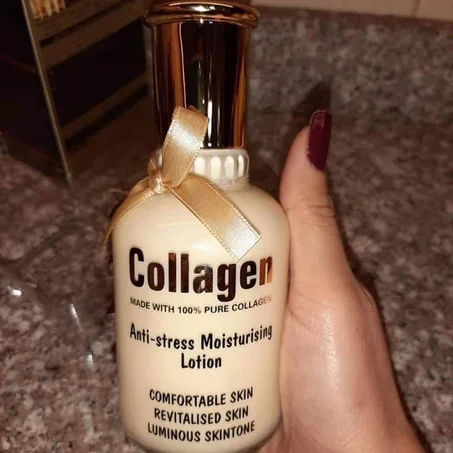 Collagen
MADE WITH 100% PURE COLLAGEN
Anti-stress Moisturising
Lotion
COMFORTABLE SKIN
REVITALISED SKIN
LUMINOUS SKINTONE